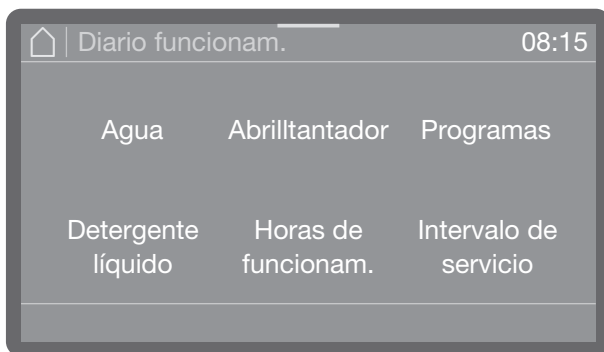 Diario funcionam. 08:15
Agua Abrilltantador Programas
Detergente Horas de Intervalo de
líquido funcionam. servicio